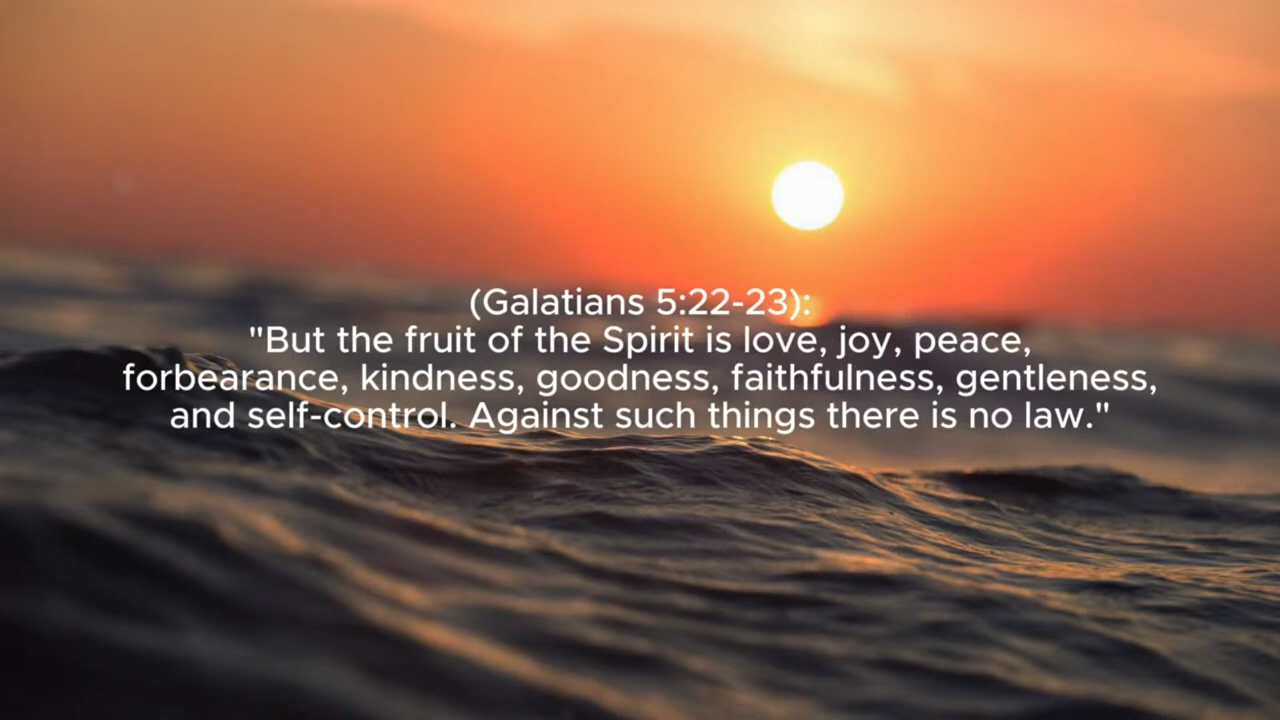 (Galatians 5:22-23):
"But the fruit of the Spirit is love, joy, peace,
forbearance, kindness, goodness, faithfulness, gentleness,
and self-control. Against such things there is no law."